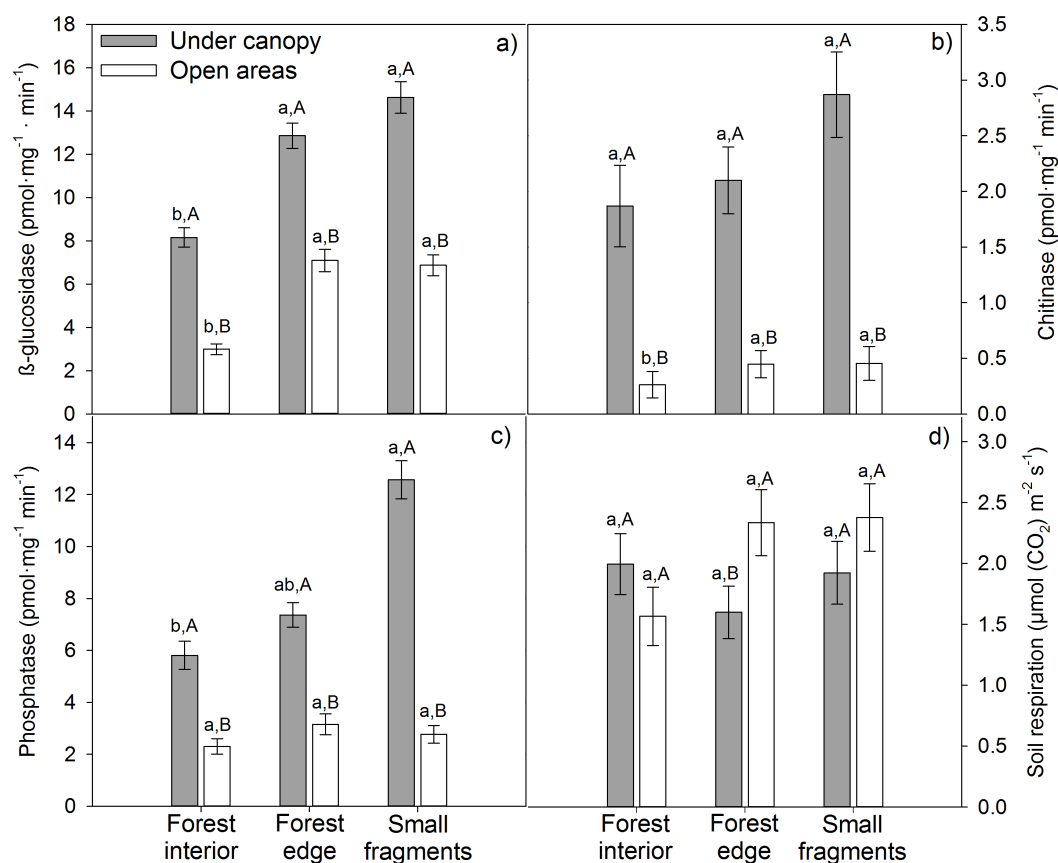 18
16
14
12
10
8
6
4
2
0
ß-glucosidase (pmol·mg⁻¹ · min⁻¹)
Under canopy
Open areas
a)
b,A
b,B
a,A
a,B
a,A
a,B
b)
a,A
b,B
a,A
a,B
a,A
a,B
3.5
3.0
2.5
2.0
1.5
1.0
0.5
0.0
Chitinase (pmol·mg⁻¹ min⁻¹)
14
12
10
8
6
4
2
0
Phosphatase (pmol·mg⁻¹ min⁻¹)
c)
b,A
a,B
ab,A
a,B
a,A
a,B
d)
a,A
a,A
a,B
a,A
a,A
a,A
3.0
2.5
2.0
1.5
1.0
0.5
0.0
Soil respiration (µmol (CO₂) m⁻² s⁻¹)
Forest
interior
Forest
edge
Small
fragments
Forest
interior
Forest
edge
Small
fragments